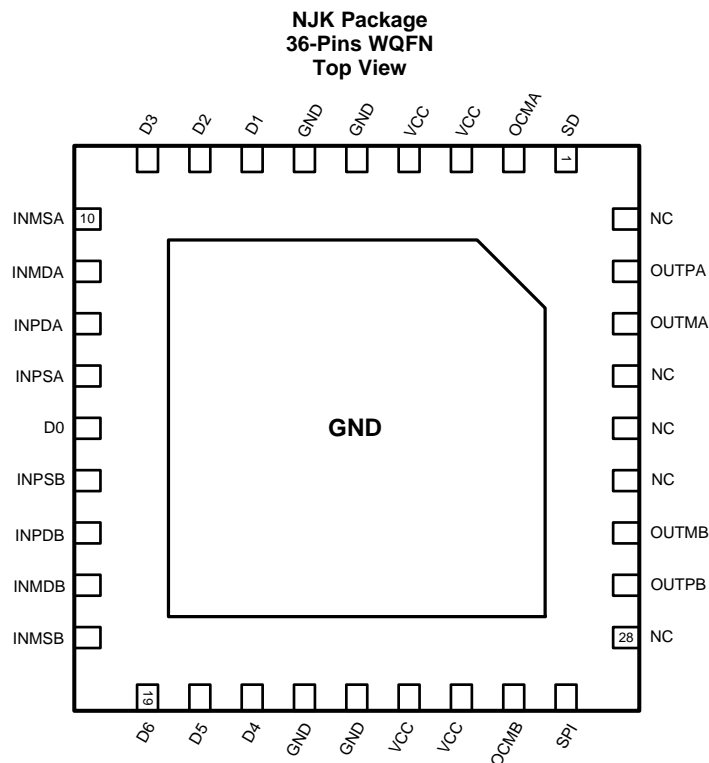 NJK Package
36-Pins WQFN
Top View
D3
D2
D1
GND
GND
VCC
VCC
OCMA
SD
1
10
INMSA
INMDA
INPDA
INPSA
D0
INPSB
INPDB
INMDB
INMSB
GND
NC
OUTPA
OUTMA
NC
NC
NC
OUTMB
OUTPB
28
NC
19
D6
D5
D4
GND
GND
VCC
VCC
OCMB
SPI